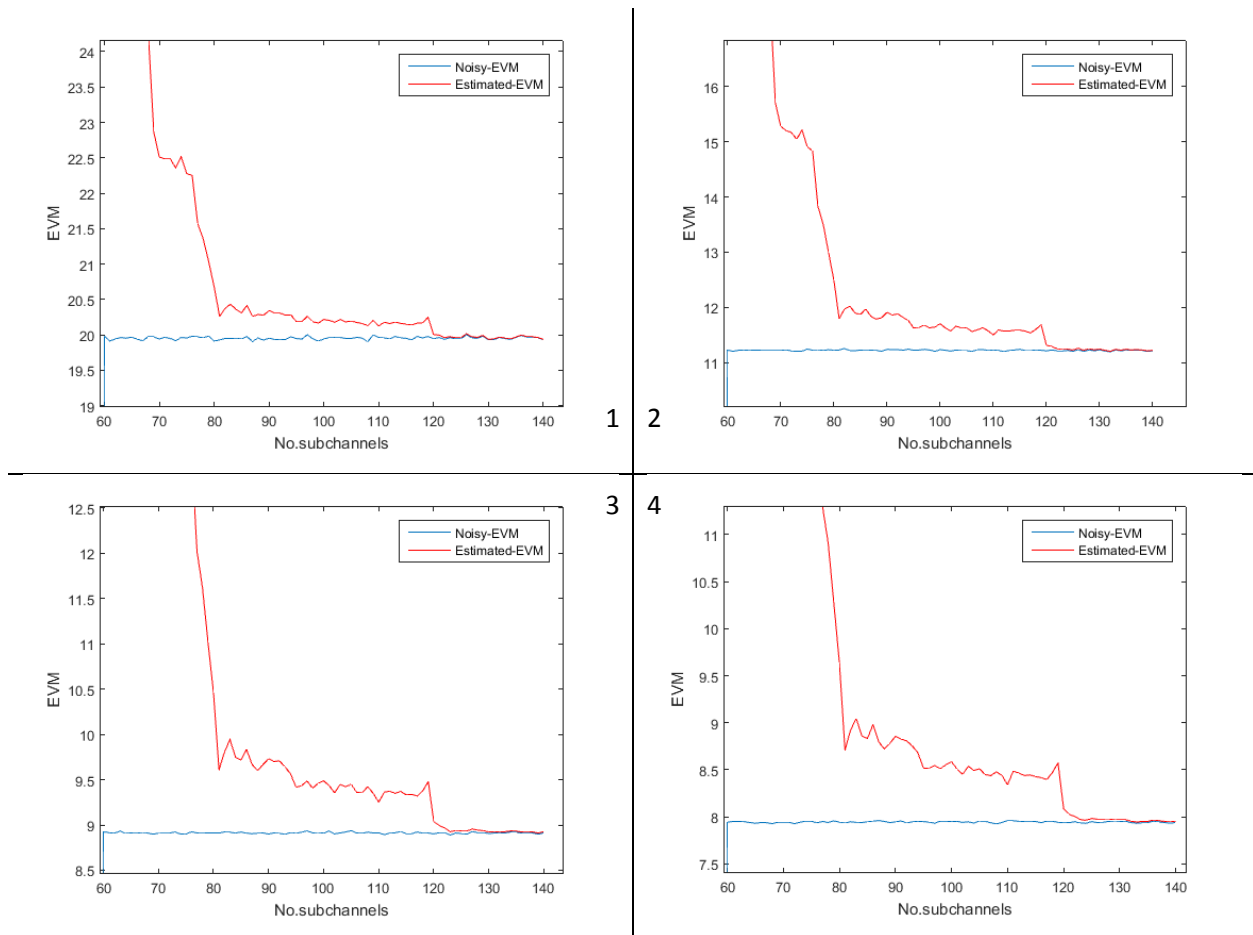 24
23.5
23
22.5
22
21.5
21
20.5
20
19.5
19
EVM
60 70 80 90 100 110 120 130 140
No.subchannels
Noisy-EVM
Estimated-EVM
1
16
15
14
13
12
11
EVM
60 70 80 90 100 110 120 130 140
No.subchannels
Noisy-EVM
Estimated-EVM
2
12.5
12
11.5
11
10.5
10
9.5
9
8.5
EVM
60 70 80 90 100 110 120 130 140
No.subchannels
Noisy-EVM
Estimated-EVM
3
11
10.5
10
9.5
9
8.5
8
7.5
EVM
60 70 80 90 100 110 120 130 140
No.subchannels
Noisy-EVM
Estimated-EVM
4